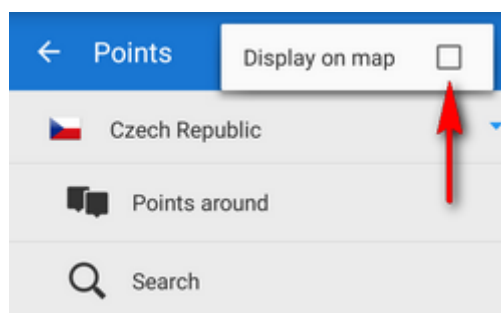 Points
Display on map
Czech Republic
Points around
Search